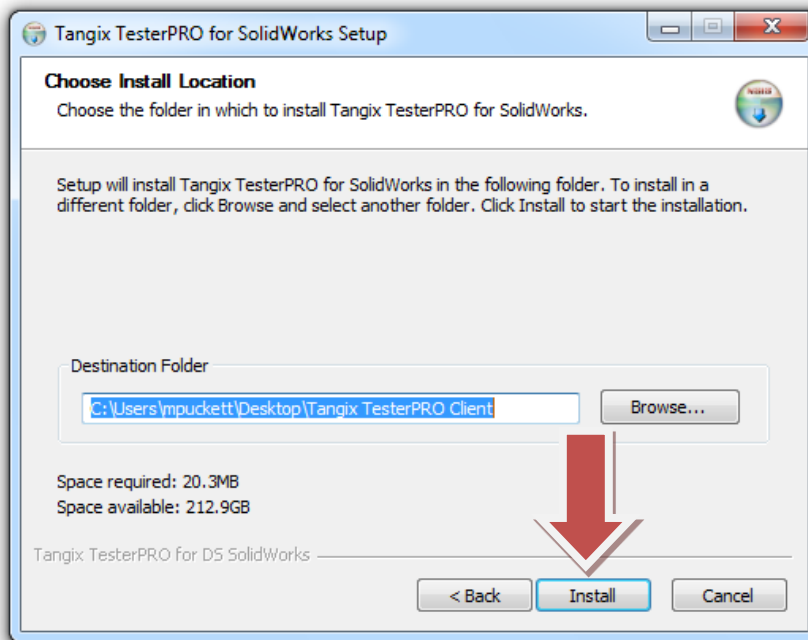 Tangix TesterPRO for SolidWorks Setup
Choose Install Location
Choose the folder in which to install Tangix TesterPRO for SolidWorks.
Setup will install Tangix TesterPRO for SolidWorks in the following folder. To install in a
different folder, click Browse and select another folder. Click Install to start the installation.
Destination Folder
C:\Users\mpuckett\Desktop\Tangix TesterPRO Client
Browse...
Space required: 20.3MB
Space available: 212.9GB
Tangix TesterPRO for DS SolidWorks
< Back
Install
Cancel